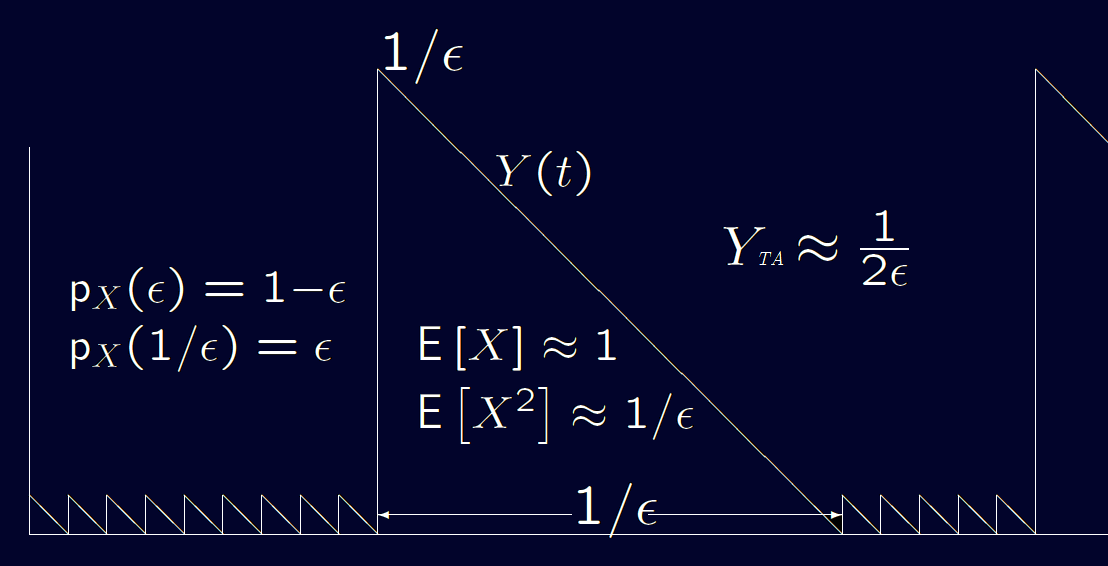 1/ϵ
Y(t)
Y_TA ≈ 1/2ϵ
p_X(ϵ) = 1−ϵ
p_X(1/ϵ) = ϵ
E[X] ≈ 1
E[X²] ≈ 1/ϵ
1/ϵ